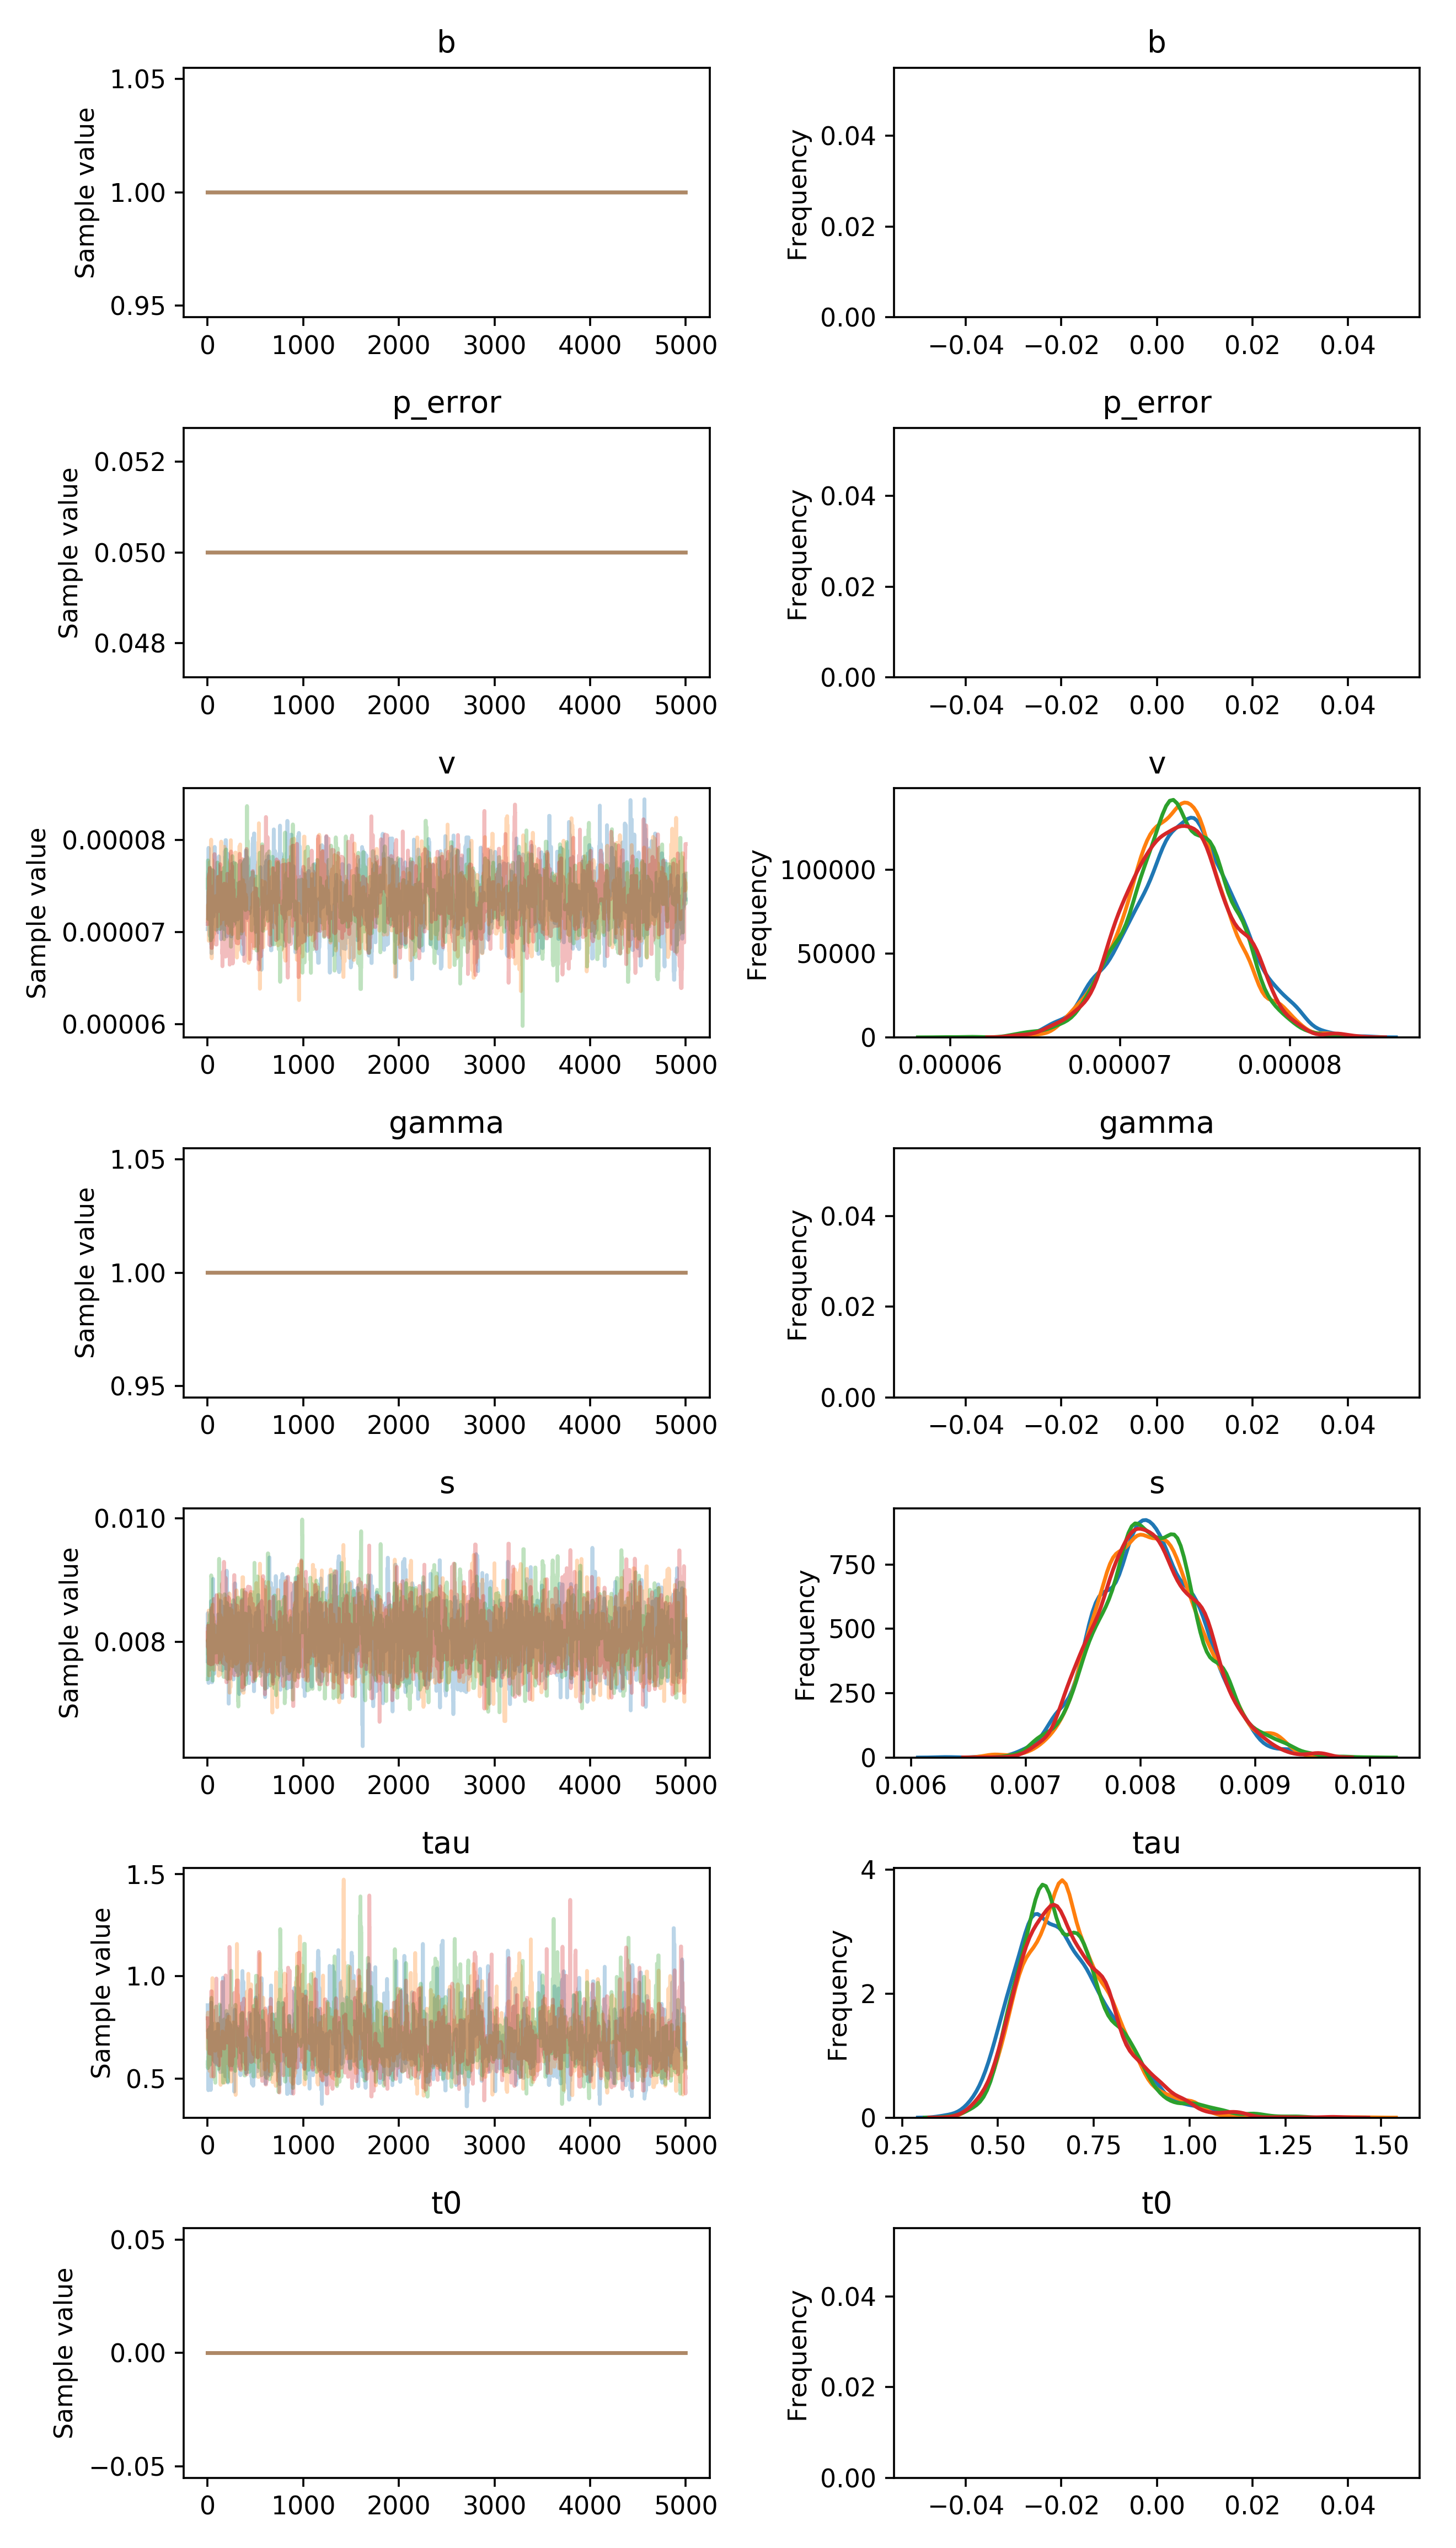 b
b
Sample value
1.05
1.00
0.95
0 1000 2000 3000 4000 5000
Frequency
0.04
0.02
0.00
−0.04 −0.02 0.00 0.02 0.04
p_error
p_error
Sample value
0.052
0.050
0.048
0 1000 2000 3000 4000 5000
Frequency
0.04
0.02
0.00
−0.04 −0.02 0.00 0.02 0.04
v
v
Sample value
0.00008
0.00007
0.00006
0 1000 2000 3000 4000 5000
Frequency
100000
50000
0
0.00006 0.00007 0.00008
gamma
gamma
Sample value
1.05
1.00
0.95
0 1000 2000 3000 4000 5000
Frequency
0.04
0.02
0.00
−0.04 −0.02 0.00 0.02 0.04
s
s
Sample value
0.010
0.008
0 1000 2000 3000 4000 5000
Frequency
750
500
250
0
0.006 0.007 0.008 0.009 0.010
tau
tau
Sample value
1.5
1.0
0.5
0 1000 2000 3000 4000 5000
Frequency
4
2
0
0.25 0.50 0.75 1.00 1.25 1.50
t0
t0
Sample value
0.05
0.00
−0.05
0 1000 2000 3000 4000 5000
Frequency
0.04
0.02
0.00
−0.04 −0.02 0.00 0.02 0.04